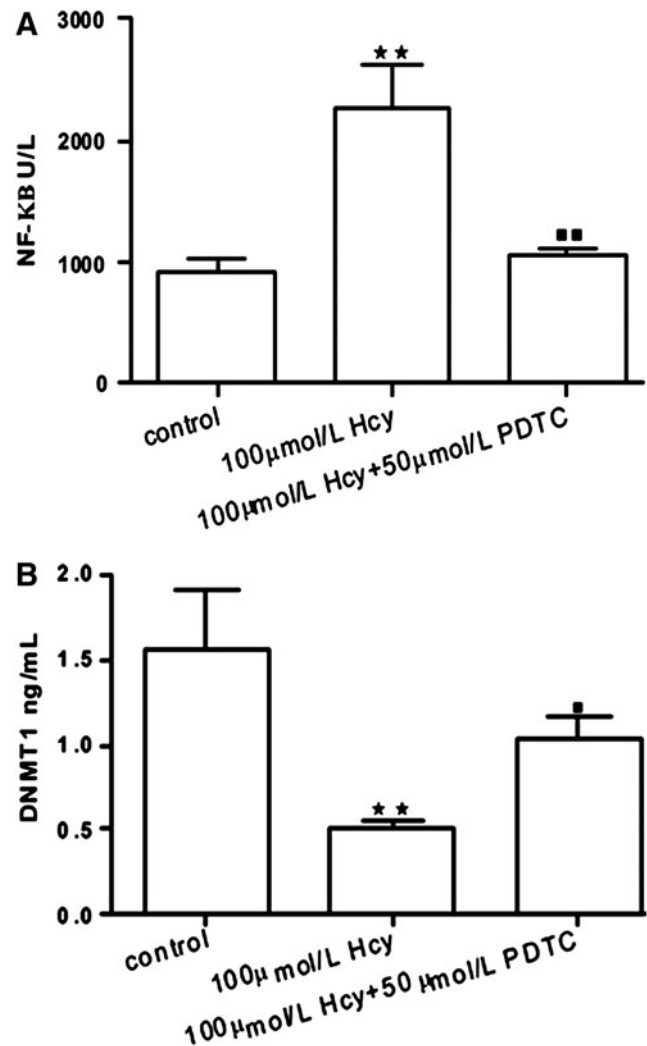 A
3000
2000
1000
0
NF-KB U/L
★★
■■
control
100μmol/L Hcy
100μmol/L Hcy+50μmol/L PDTC
B
2.0
1.5
1.0
0.5
0.0
DNMT1 ng/mL
★★
■
control
100μ mol/L Hcy
100μmol/L Hcy+50 μmol/L PDTC